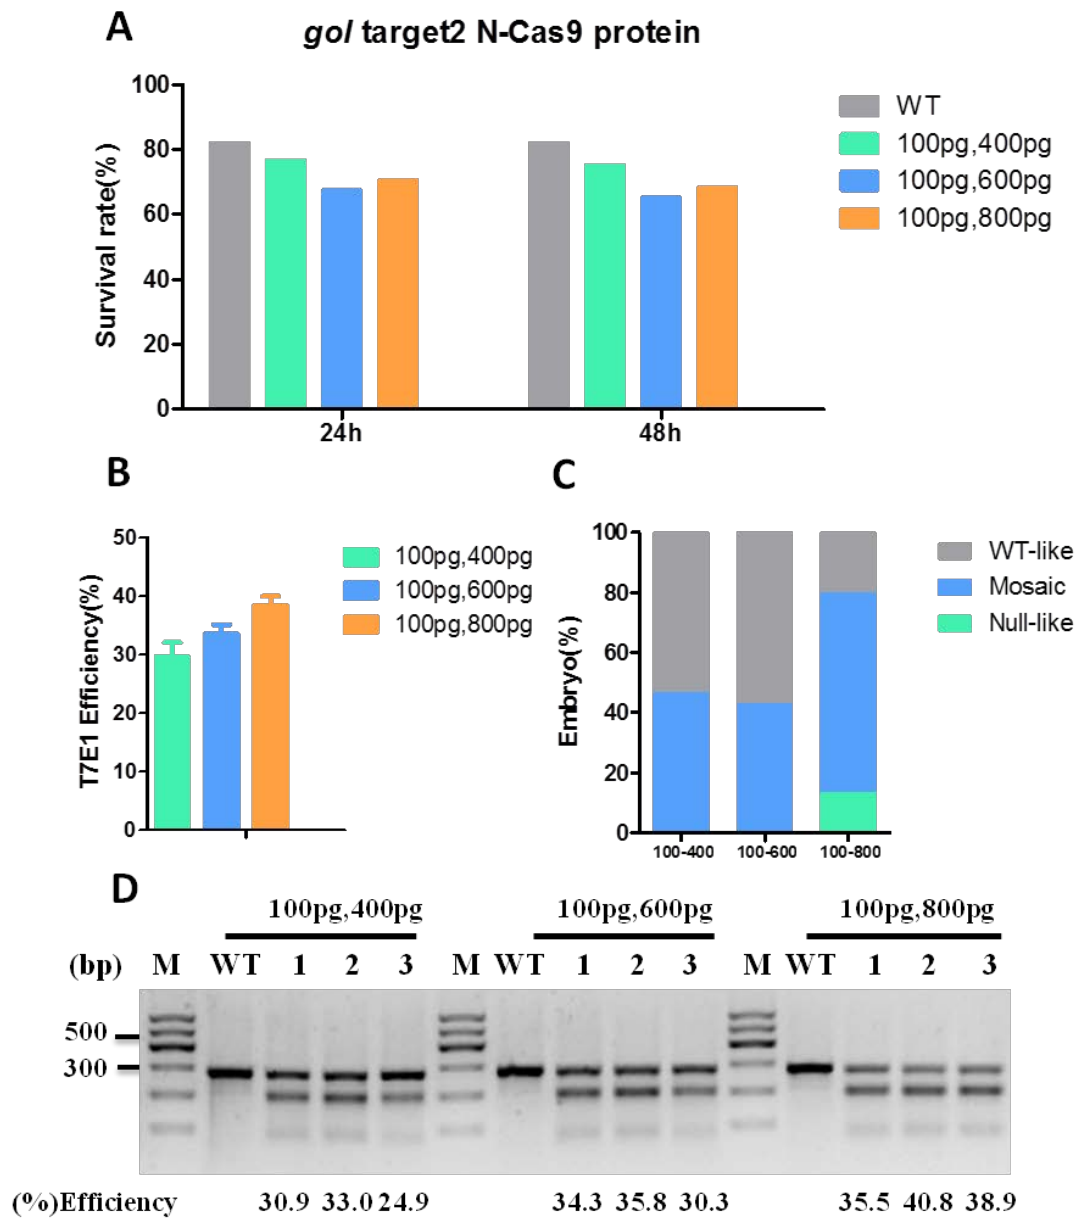 A
gol target2 N-Cas9 protein
Survival rate(%)
100
80
60
40
20
0
24h
48h
WT
100pg,400pg
100pg,600pg
100pg,800pg
B
T7E1 Efficiency(%)
50
40
30
20
10
0
100pg,400pg
100pg,600pg
100pg,800pg
C
Embryo(%)
100
80
60
40
20
0
100-400
100-600
100-800
WT-like
Mosaic
Null-like
D
100pg,400pg 100pg,600pg 100pg,800pg
(bp) M WT 1 2 3 M WT 1 2 3 M WT 1 2 3
500
300
(%)Efficiency 30.9 33.0 24.9 34.3 35.8 30.3 35.5 40.8 38.9